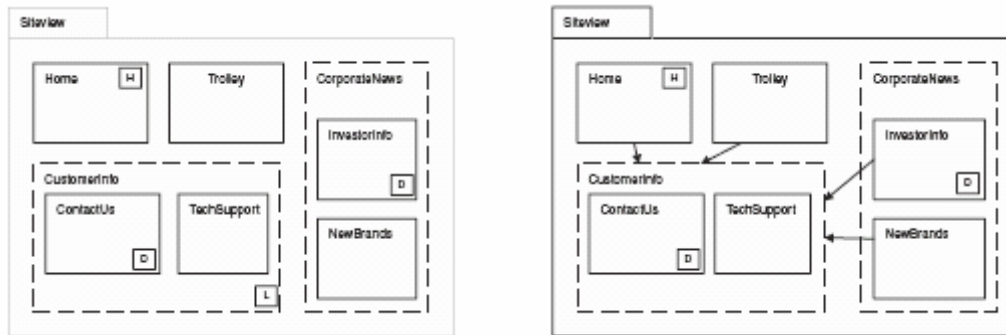 Siteview
Home
H
Trolley
CorporateNews
InvestorInfo
D
CustomerInfo
ContactUs
D
TechSupport
NewBrands
L
Siteview
Home
H
Trolley
CorporateNews
InvestorInfo
D
CustomerInfo
ContactUs
D
TechSupport
NewBrands